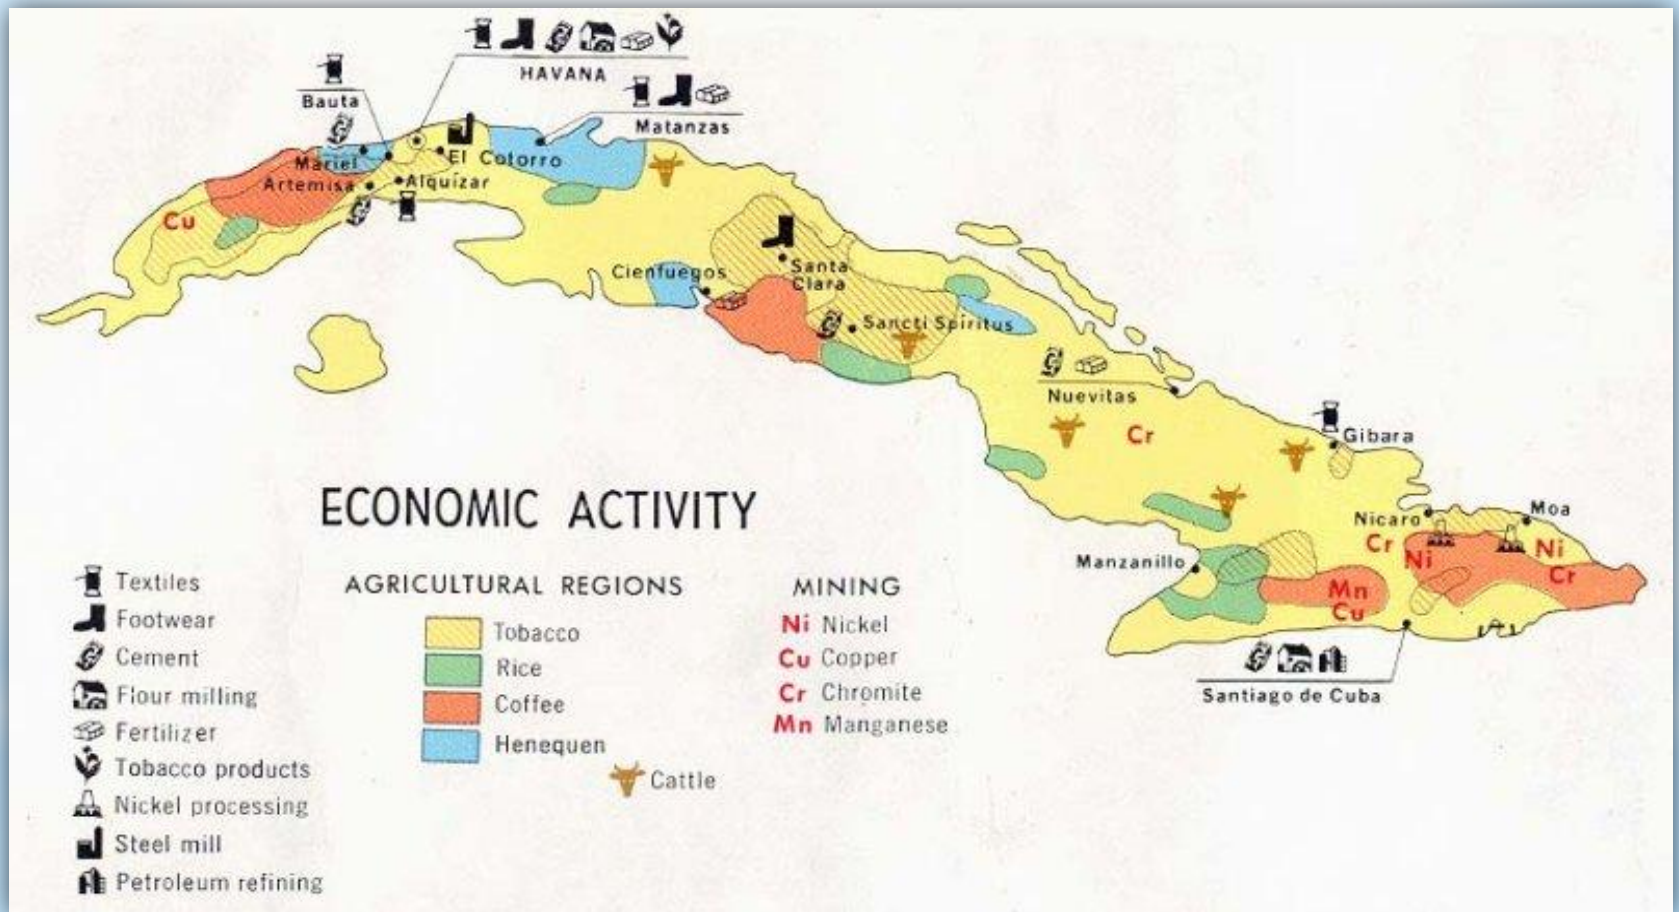 HAVANA
Bauta
Matanzas
Mariel
El Cotorro
Artemisa
Alquízar
Cu
Cienfuegos
Santa
Clara
Sancti Spíritus
Nuevitas
Cr
Gibara
Nicaro
Moa
Cr
Ni
Ni
Cr
Manzanillo
Mn
Cu
Santiago de Cuba
ECONOMIC ACTIVITY
Textiles
Footwear
Cement
Flour milling
Fertilizer
Tobacco products
Nickel processing
Steel mill
Petroleum refining
AGRICULTURAL REGIONS
Tobacco
Rice
Coffee
Henequen
Cattle
MINING
Ni Nickel
Cu Copper
Cr Chromite
Mn Manganese